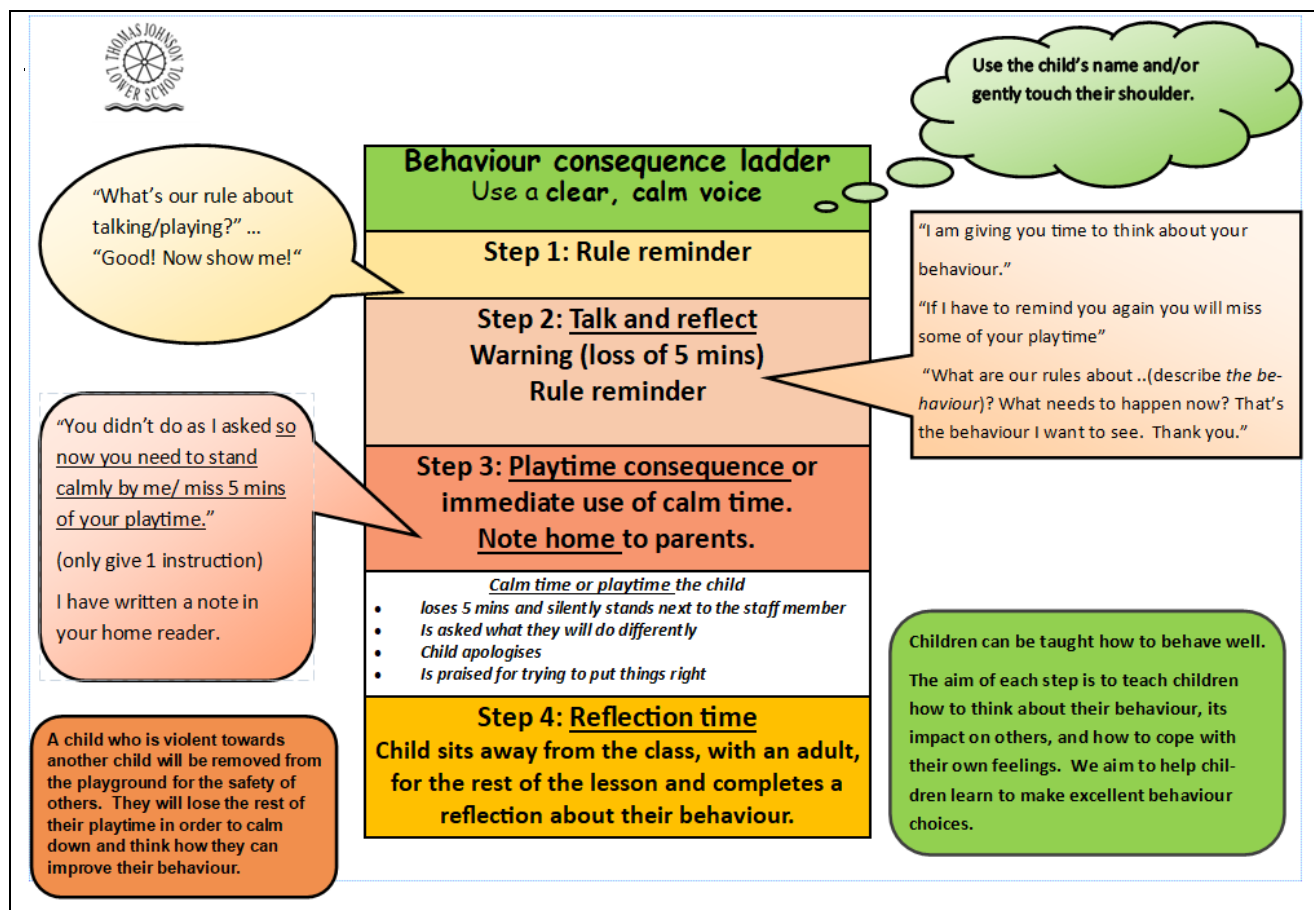 THOMAS JOHNSON
LOWER SCHOOL
Use the child's name and/or
gently touch their shoulder.
Behaviour consequence ladder
Use a clear, calm voice
"What's our rule about
talking/playing?" ...
"Good! Now show me!"
Step 1: Rule reminder
Step 2: Talk and reflect
Warning (loss of 5 mins)
Rule reminder
"I am giving you time to think about your
behaviour."
"If I have to remind you again you will miss
some of your playtime"
"What are our rules about ..(describe the be-
haviour)? What needs to happen now? That's
the behaviour I want to see.  Thank you."
"You didn't do as I asked so
now you need to stand
calmly by me/ miss 5 mins
of your playtime."
(only give 1 instruction)
I have written a note in
your home reader.
Step 3: Playtime consequence or
immediate use of calm time.
Note home to parents.
Calm time or playtime the child
• loses 5 mins and silently stands next to the staff member
• Is asked what they will do differently
• Child apologises
• Is praised for trying to put things right
Step 4: Reflection time
Child sits away from the class, with an adult,
for the rest of the lesson and completes a
reflection about their behaviour.
A child who is violent towards
another child will be removed from
the playground for the safety of
others.  They will lose the rest of
their playtime in order to calm
down and think how they can
improve their behaviour.
Children can be taught how to behave well.
The aim of each step is to teach children
how to think about their behaviour, its
impact on others, and how to cope with
their own feelings.  We aim to help chil-
dren learn to make excellent behaviour
choices.